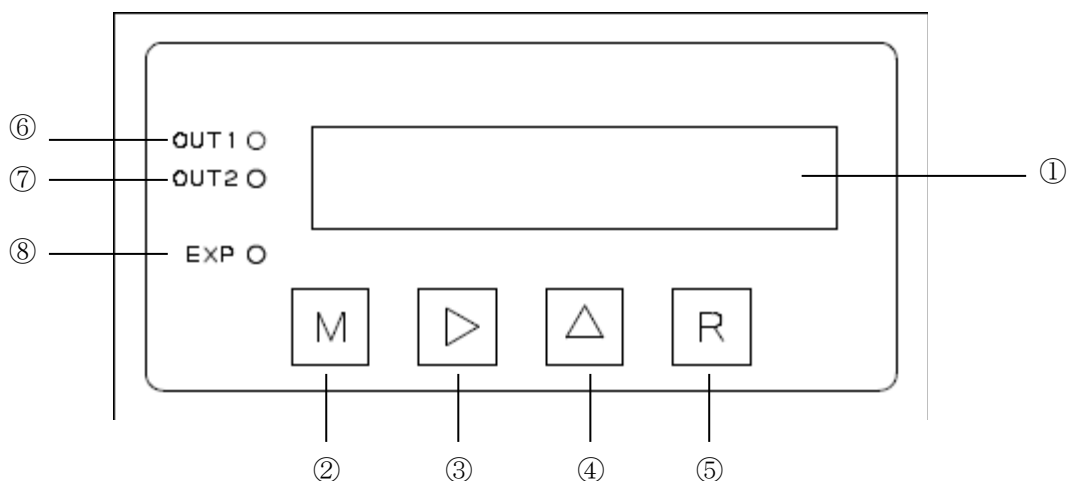 ⑥ OUT1
⑦ OUT2
①
⑧ EXP
M R
② ③ ④ ⑤